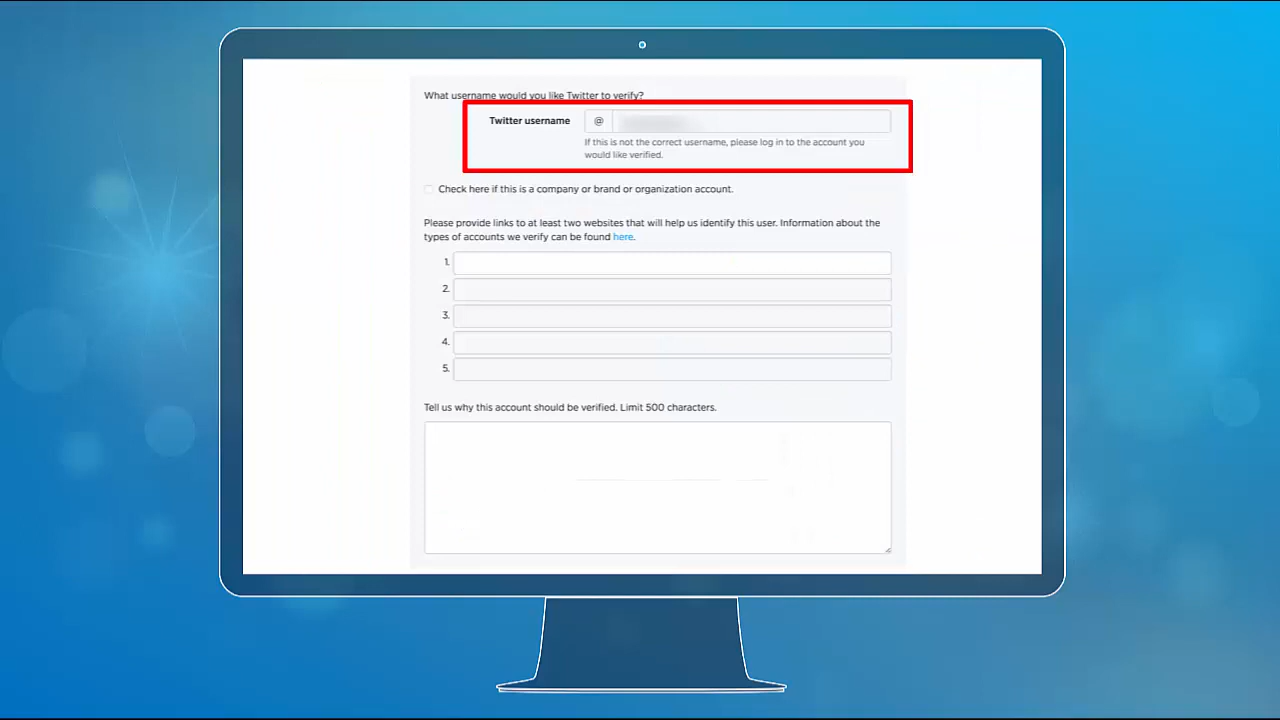 What username would you like Twitter to verify?
Twitter username @
If this is not the correct username, please log in to the account you
would like verified.
Check here if this is a company or brand or organization account.
Please provide links to at least two websites that will help us identify this user. Information about the
types of accounts we verify can be found here.
1.
2.
3.
4.
5.
Tell us why this account should be verified. Limit 500 characters.